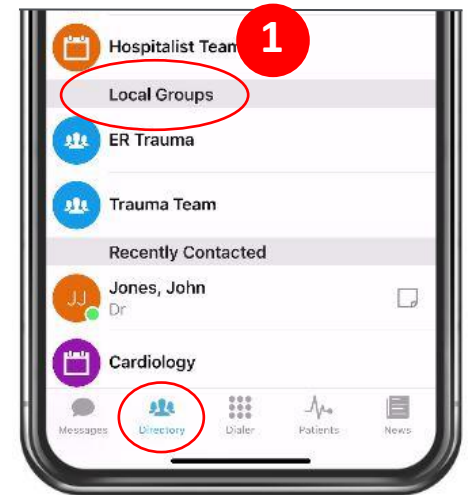 Hospitalist Team
1
Local Groups
ER Trauma
Trauma Team
Recently Contacted
JJ
Jones, John
Dr
Cardiology
Messages Directory Dialer Patients News